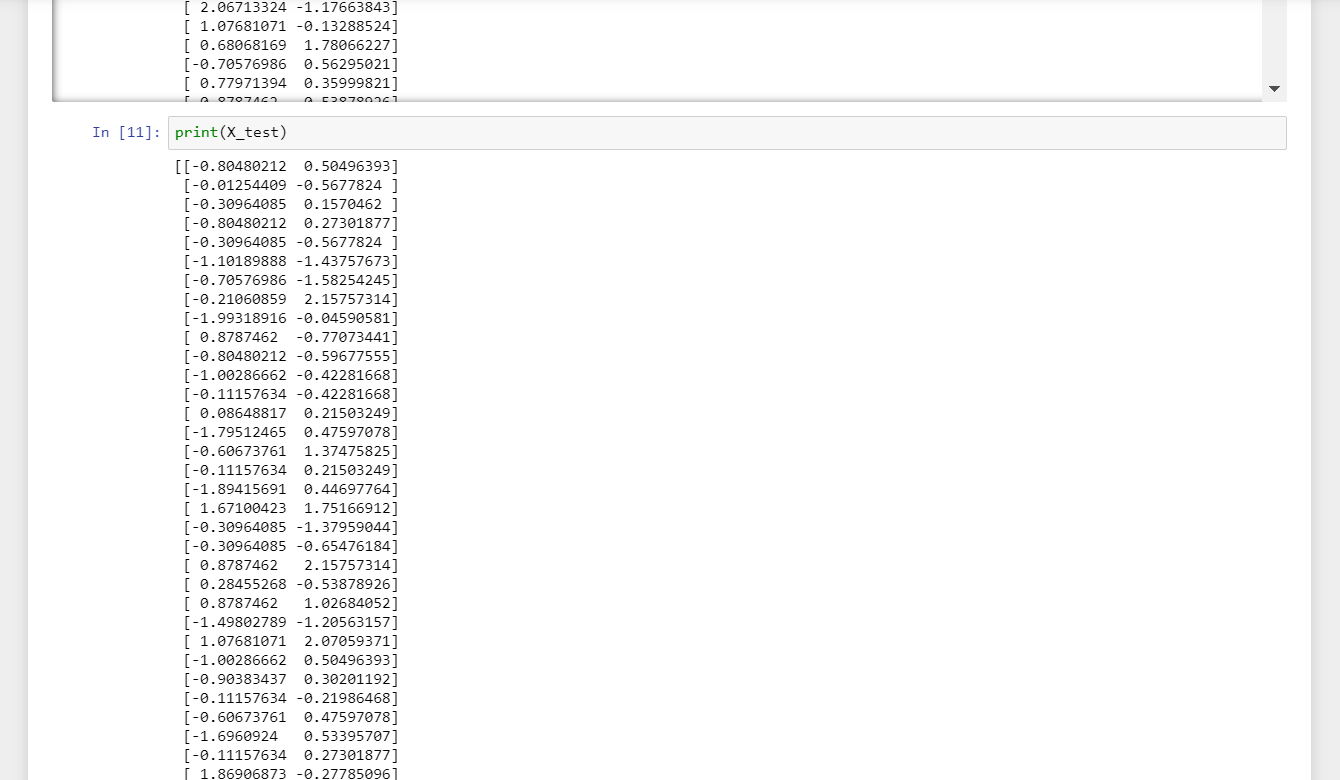 [ 2.06713324 -1.17663843]
[ 1.07681071 -0.13288524]
[ 0.68068169  1.78066227]
[-0.70576986  0.56295021]
[ 0.77971394  0.35999821]
[ 0.8787462  -0.53878926]
In [11]: print(X_test)
[[-0.80480212  0.50496393]
[-0.01254409 -0.5677824 ]
[-0.30964085  0.1570462 ]
[-0.80480212  0.27301877]
[-0.30964085 -0.5677824 ]
[-1.10189888 -1.43757673]
[-0.70576986 -1.58254245]
[-0.21060859  2.15757314]
[-1.99318916 -0.04590581]
[ 0.8787462  -0.77073441]
[-0.80480212 -0.59677555]
[-1.00286662 -0.42281668]
[-0.11157634 -0.42281668]
[ 0.08648817  0.21503249]
[-1.79512465  0.47597078]
[-0.60673761  1.37475825]
[-0.11157634  0.21503249]
[-1.89415691  0.44697764]
[ 1.67100423  1.75166912]
[-0.30964085 -1.37959044]
[-0.30964085 -0.65476184]
[ 0.8787462   2.15757314]
[ 0.28455268 -0.53878926]
[ 0.8787462   1.02684052]
[-1.49802789 -1.20563157]
[ 1.07681071  2.07059371]
[-1.00286662  0.50496393]
[-0.90383437  0.30201192]
[-0.11157634 -0.21986468]
[-0.60673761  0.47597078]
[-1.6960924   0.53395707]
[-0.11157634  0.27301877]
[ 1.86906873 -0.27785096]